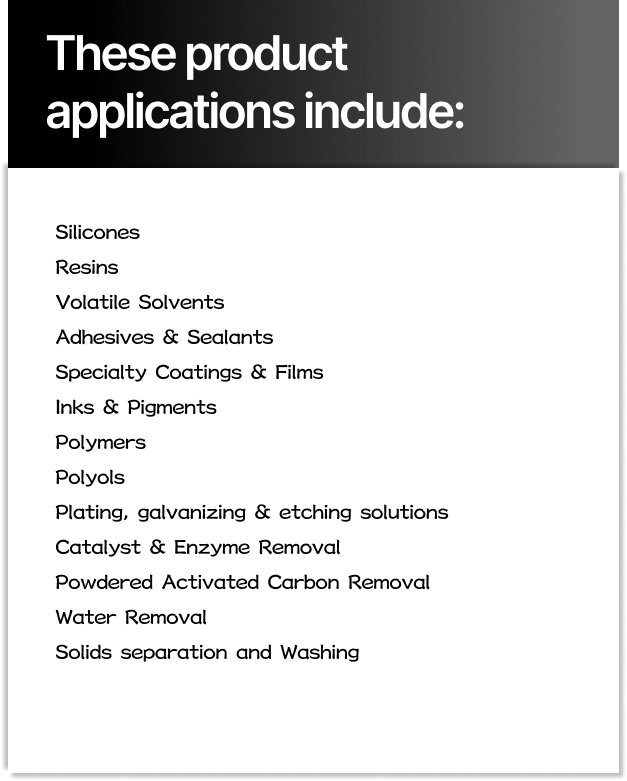 These product
applications include:
Silicones
Resins
Volatile Solvents
Adhesives & Sealants
Specialty Coatings & Films
Inks & Pigments
Polymers
Polyols
Plating, galvanizing & etching solutions
Catalyst & Enzyme Removal
Powdered Activated Carbon Removal
Water Removal
Solids separation and Washing